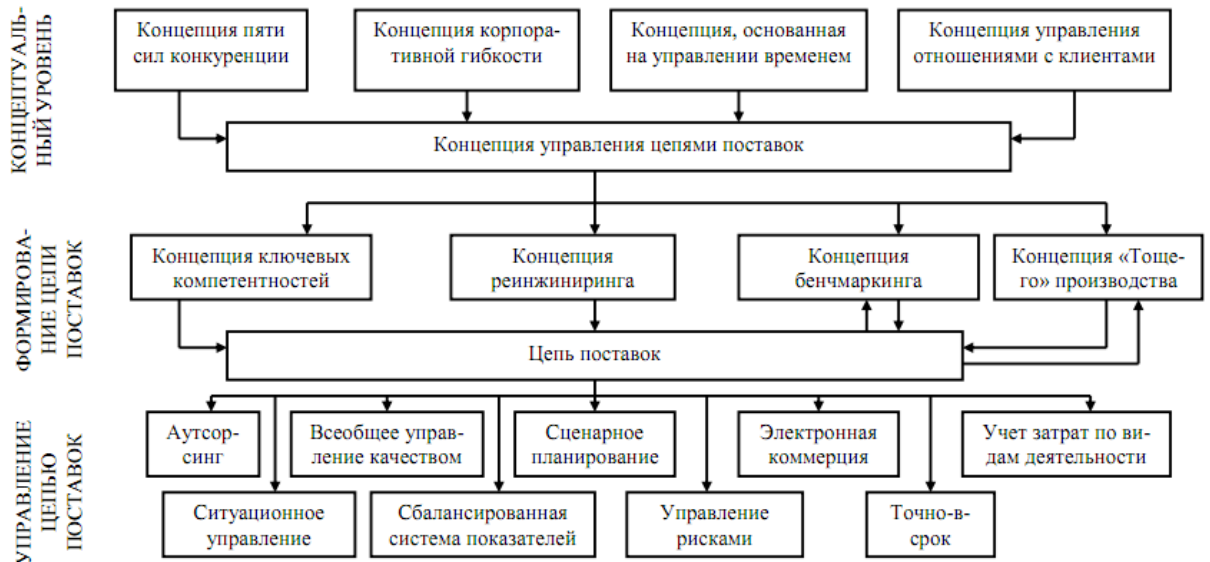 КОНЦЕПТУАЛЬ-
НЫЙ УРОВЕНЬ
Концепция пяти
сил конкуренции
Концепция корпора-
тивной гибкости
Концепция, основанная
на управлении временем
Концепция управления
отношениями с клиентами
Концепция управления цепями поставок
ФОРМИРОВА-
НИЕ ЦЕПИ
ПОСТАВОК
Концепция ключевых
компетентностей
Концепция
реинжиниринга
Концепция
бенчмаркинга
Концепция «Тоще-
го» производства
Цепь поставок
УПРАВЛЕНИЕ
ЦЕПЬЮ
ПОСТАВОК
Аутсор-
синг
Всеобщее управ-
ление качеством
Сценарное
планирование
Электронная
коммерция
Учет затрат по ви-
дам деятельности
Ситуационное
управление
Сбалансированная
система показателей
Управление
рисками
Точно-в-
срок